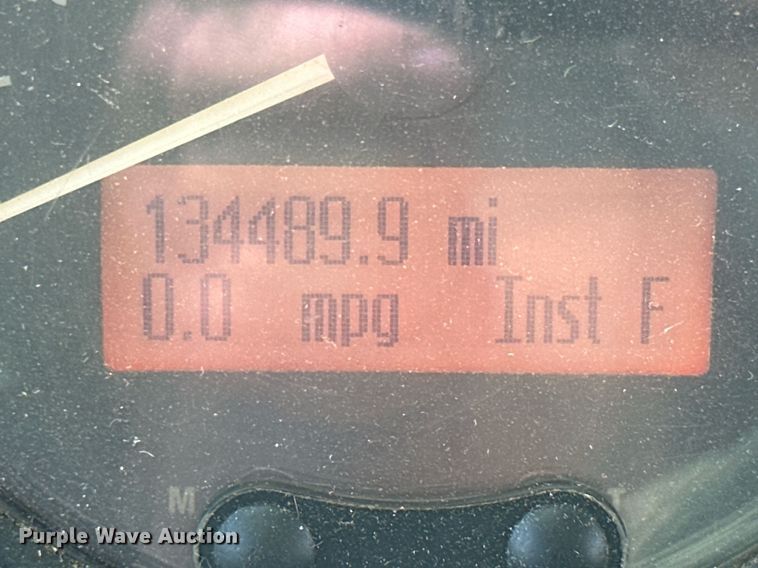 134489.9 mi
0.0 mpg Inst F
M T
Purple Wave Auction